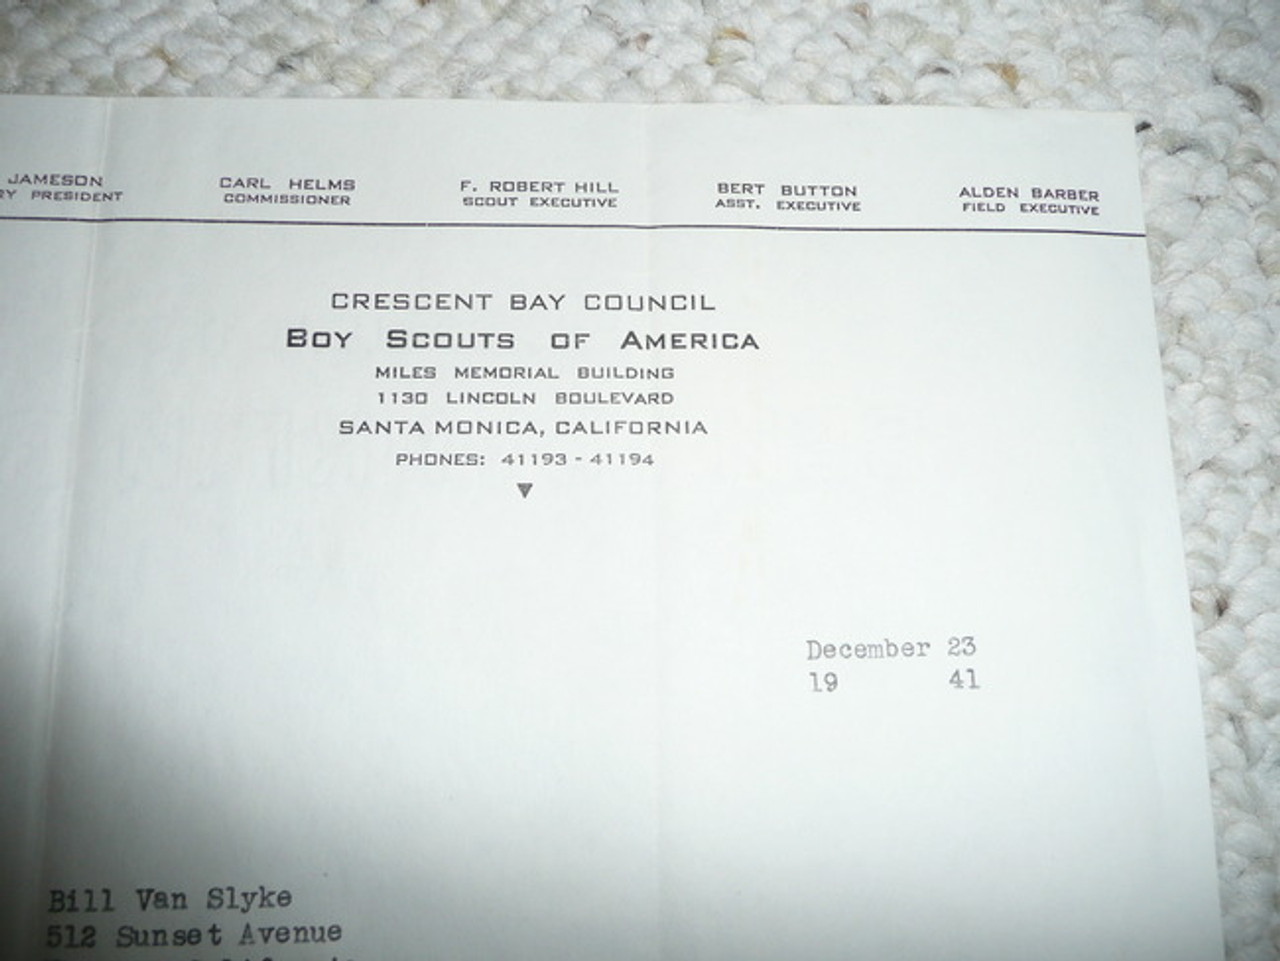 JAMESON
RY PRESIDENT
CARL HELMS
COMMISSIONER
F. ROBERT HILL
SCOUT EXECUTIVE
BERT BUTTON
ASST. EXECUTIVE
ALDEN BARBER
FIELD EXECUTIVE
CRESCENT BAY COUNCIL
BOY SCOUTS OF AMERICA
MILES MEMORIAL BUILDING
1130 LINCOLN BOULEVARD
SANTA MONICA, CALIFORNIA
PHONES: 41193 - 41194
December 23
19 41
Bill Van Slyke
512 Sunset Avenue